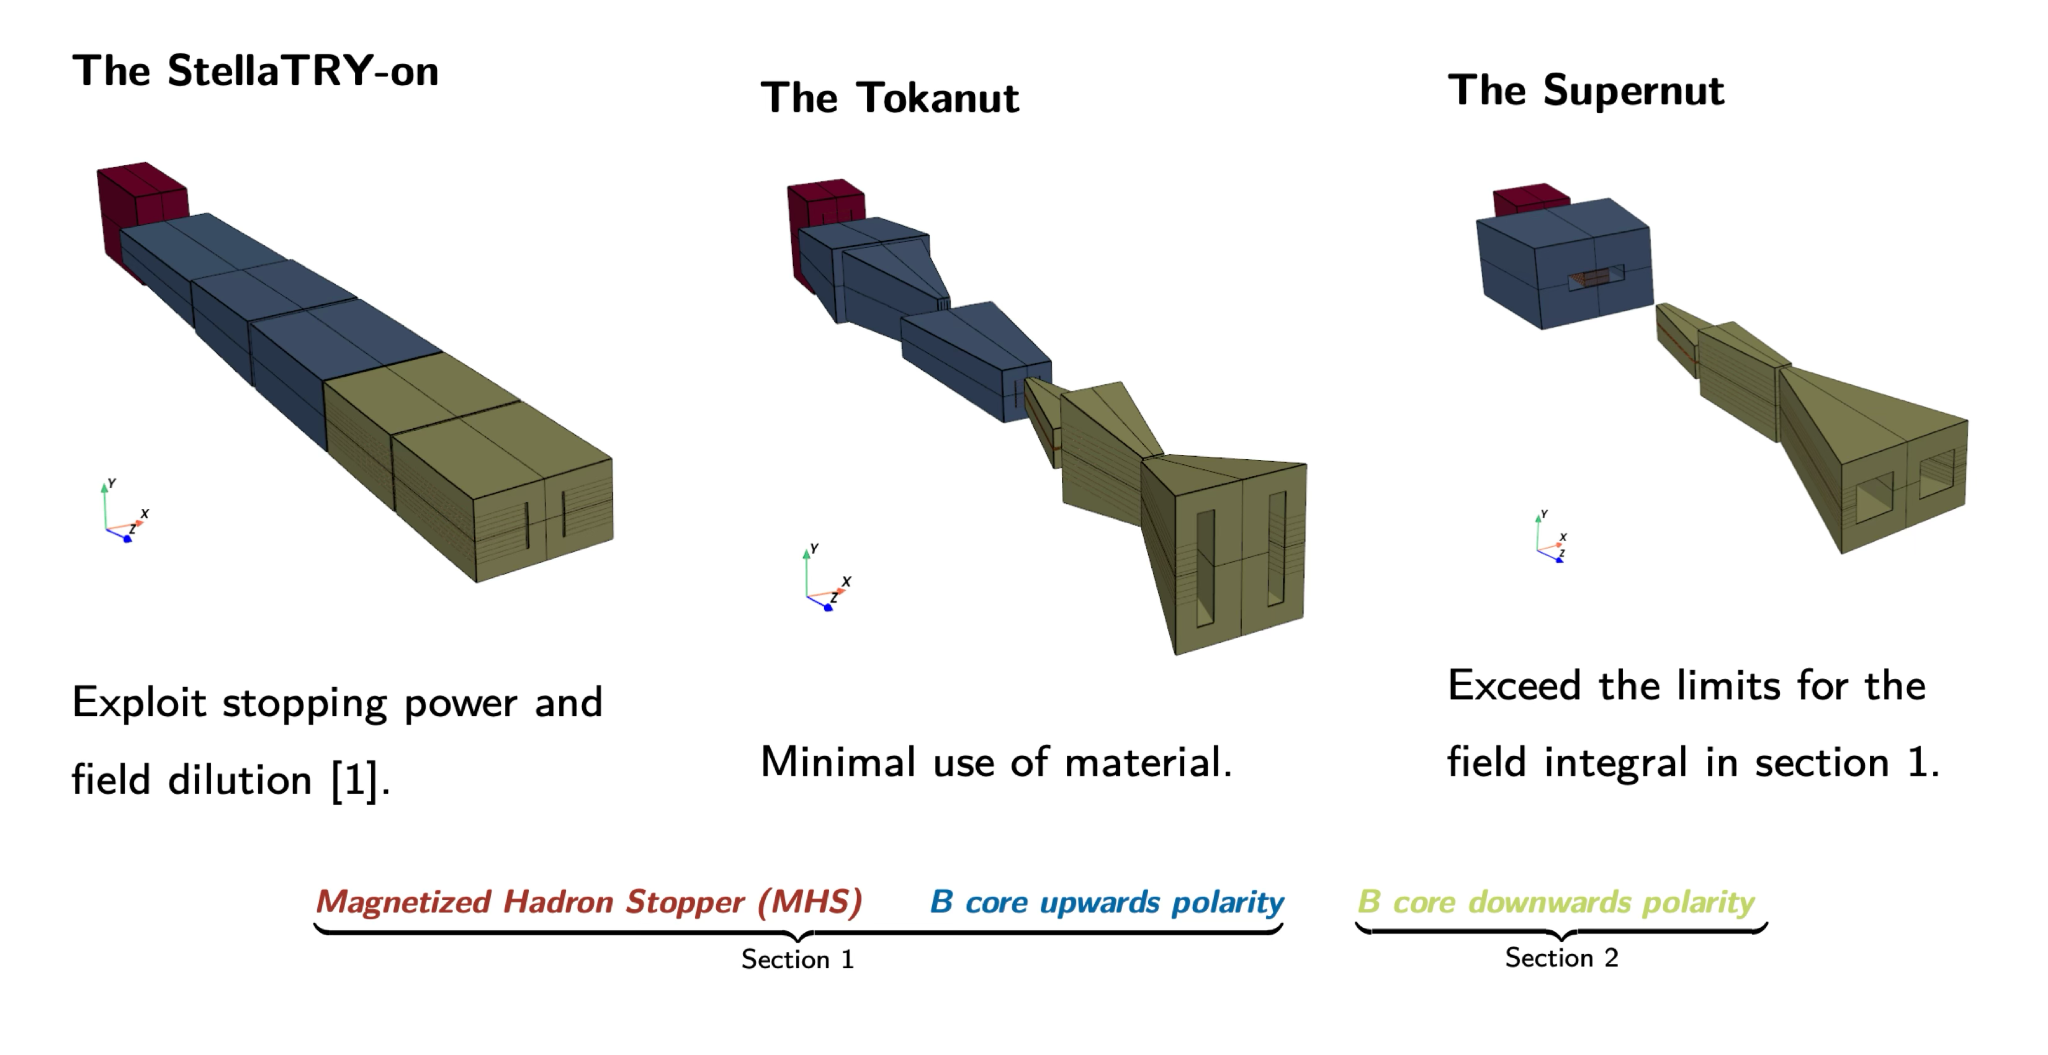 The StellaTRY-on
The Tokanut
The Supernut
Y
X
Z
Y
X
Z
Y
X
Z
Exploit stopping power and
field dilution [1].
Minimal use of material.
Exceed the limits for the
field integral in section 1.
Magnetized Hadron Stopper (MHS)
B core upwards polarity
B core downwards polarity
Section 1
Section 2